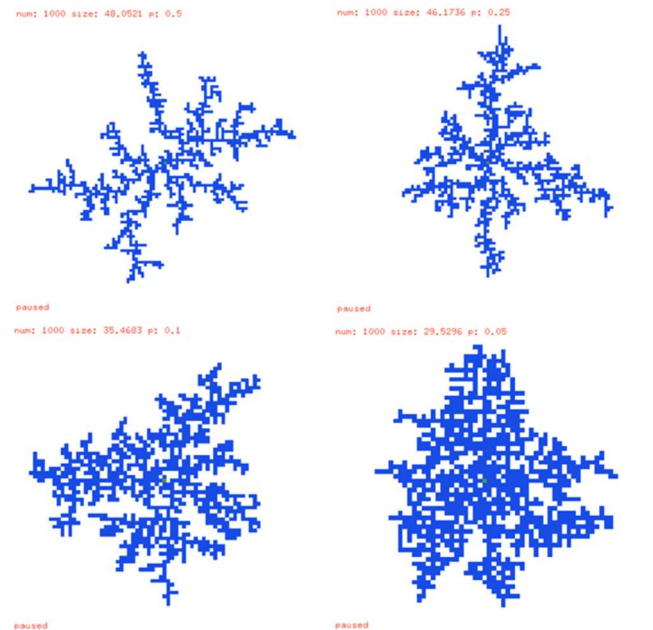 num: 1000 size: 48.0521 p: 0.5
num: 1000 size: 46.1736 p: 0.25
paused
paused
num: 1000 size: 35.4683 p: 0.1
num: 1000 size: 29.5296 p: 0.05
paused
paused